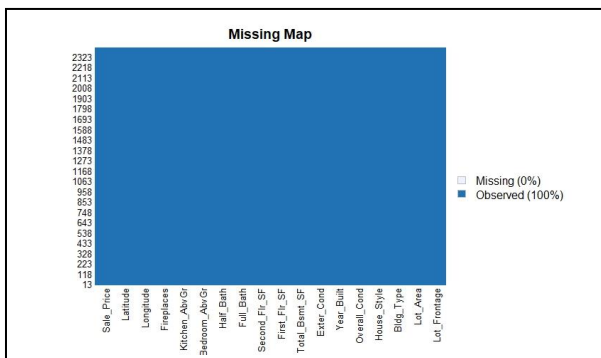 Missing Map
2323
2218
2113
2008
1903
1798
1693
1588
1483
1378
1273
1168
1063
958
853
748
643
538
433
328
223
118
13
Missing (0%)
Observed (100%)
Sale_Price
Latitude
Longitude
Fireplaces
Kitchen_AbvGr
Bedroom_AbvGr
Half_Bath
Full_Bath
Second_Flr_SF
First_Flr_SF
Total_Bsmt_SF
Exter_Cond
Year_Built
Overall_Cond
House_Style
Bldg_Type
Lot_Area
Lot_Frontage